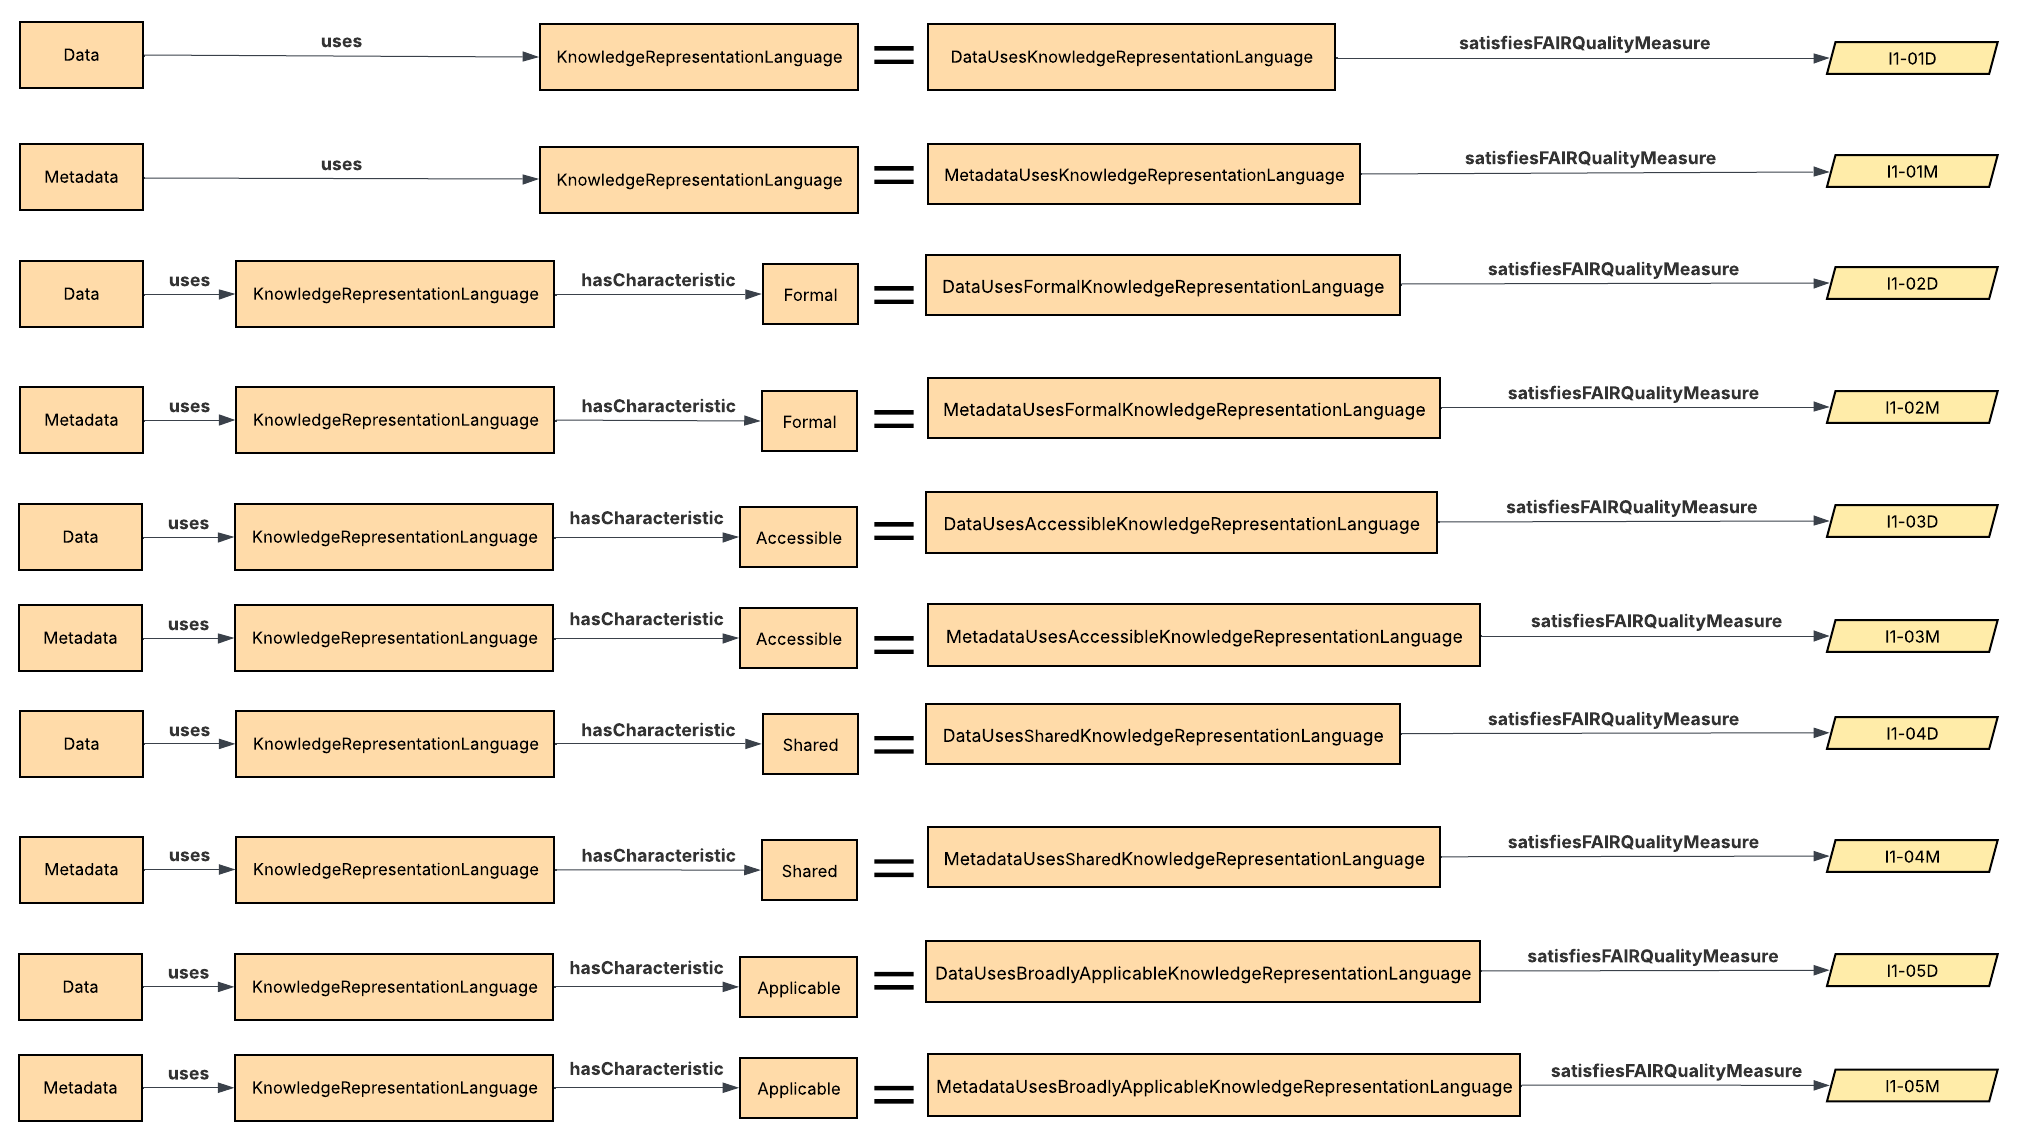 Data uses KnowledgeRepresentationLanguage = DataUsesKnowledgeRepresentationLanguage satisfiesFAIRQualityMeasure I1-01D
Metadata uses KnowledgeRepresentationLanguage = MetadataUsesKnowledgeRepresentationLanguage satisfiesFAIRQualityMeasure I1-01M
Data uses KnowledgeRepresentationLanguage hasCharacteristic Formal = DataUsesFormalKnowledgeRepresentationLanguage satisfiesFAIRQualityMeasure I1-02D
Metadata uses KnowledgeRepresentationLanguage hasCharacteristic Formal = MetadataUsesFormalKnowledgeRepresentationLanguage satisfiesFAIRQualityMeasure I1-02M
Data uses KnowledgeRepresentationLanguage hasCharacteristic Accessible = DataUsesAccessibleKnowledgeRepresentationLanguage satisfiesFAIRQualityMeasure I1-03D
Metadata uses KnowledgeRepresentationLanguage hasCharacteristic Accessible = MetadataUsesAccessibleKnowledgeRepresentationLanguage satisfiesFAIRQualityMeasure I1-03M
Data uses KnowledgeRepresentationLanguage hasCharacteristic Shared = DataUsesSharedKnowledgeRepresentationLanguage satisfiesFAIRQualityMeasure I1-04D
Metadata uses KnowledgeRepresentationLanguage hasCharacteristic Shared = MetadataUsesSharedKnowledgeRepresentationLanguage satisfiesFAIRQualityMeasure I1-04M
Data uses KnowledgeRepresentationLanguage hasCharacteristic Applicable = DataUsesBroadlyApplicableKnowledgeRepresentationLanguage satisfiesFAIRQualityMeasure I1-05D
Metadata uses KnowledgeRepresentationLanguage hasCharacteristic Applicable = MetadataUsesBroadlyApplicableKnowledgeRepresentationLanguage satisfiesFAIRQualityMeasure I1-05M